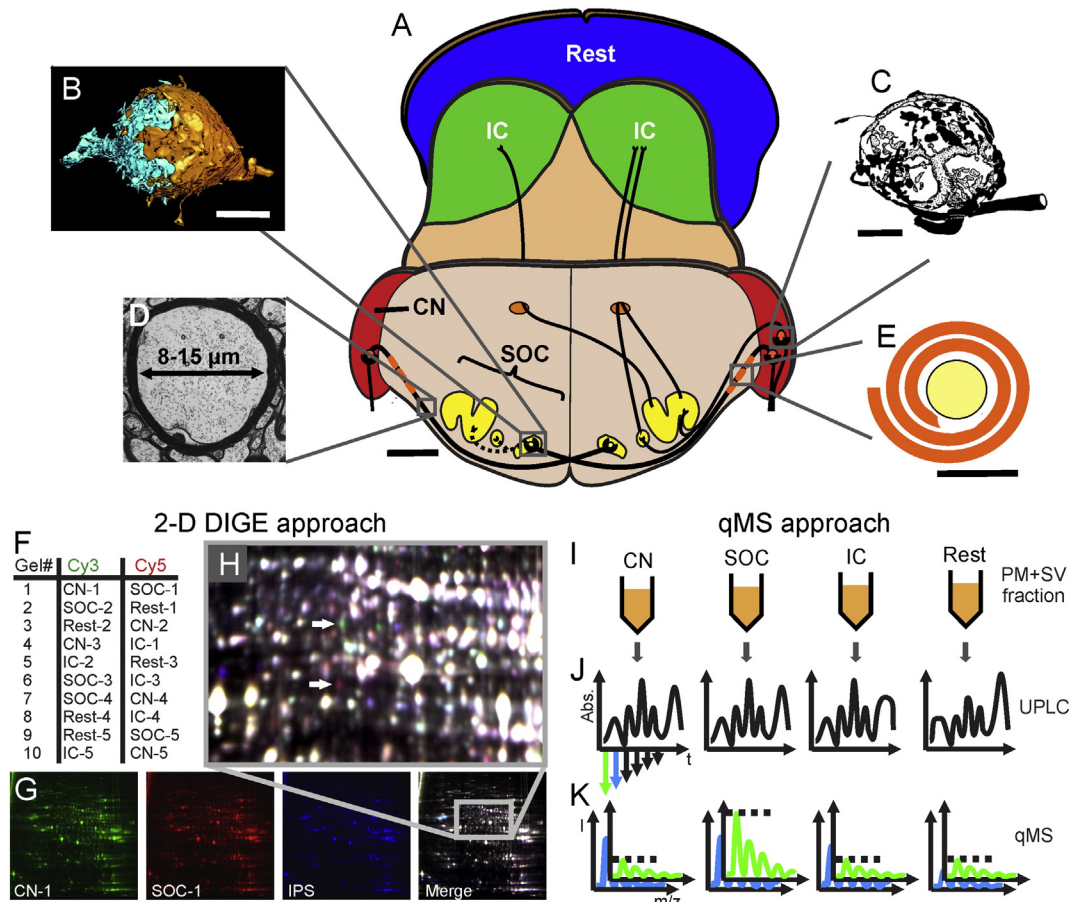 A
Rest
B
IC
IC
C
D
8-15 µm
CN
SOC
E
2-D DIGE approach
F
Gel# Cy3 Cy5
1 CN-1 SOC-1
2 SOC-2 Rest-1
3 Rest-2 CN-2
4 CN-3 IC-1
5 IC-2 Rest-3
6 SOC-3 IC-3
7 SOC-4 CN-4
8 Rest-4 IC-4
9 Rest-5 SOC-5
10 IC-5 CN-5
H
G
CN-1
SOC-1
IPS
Merge
qMS approach
I
CN
SOC
IC
Rest
PM+SV
fraction
J
Abs.
t
UPLC
K
I
m/z
qMS